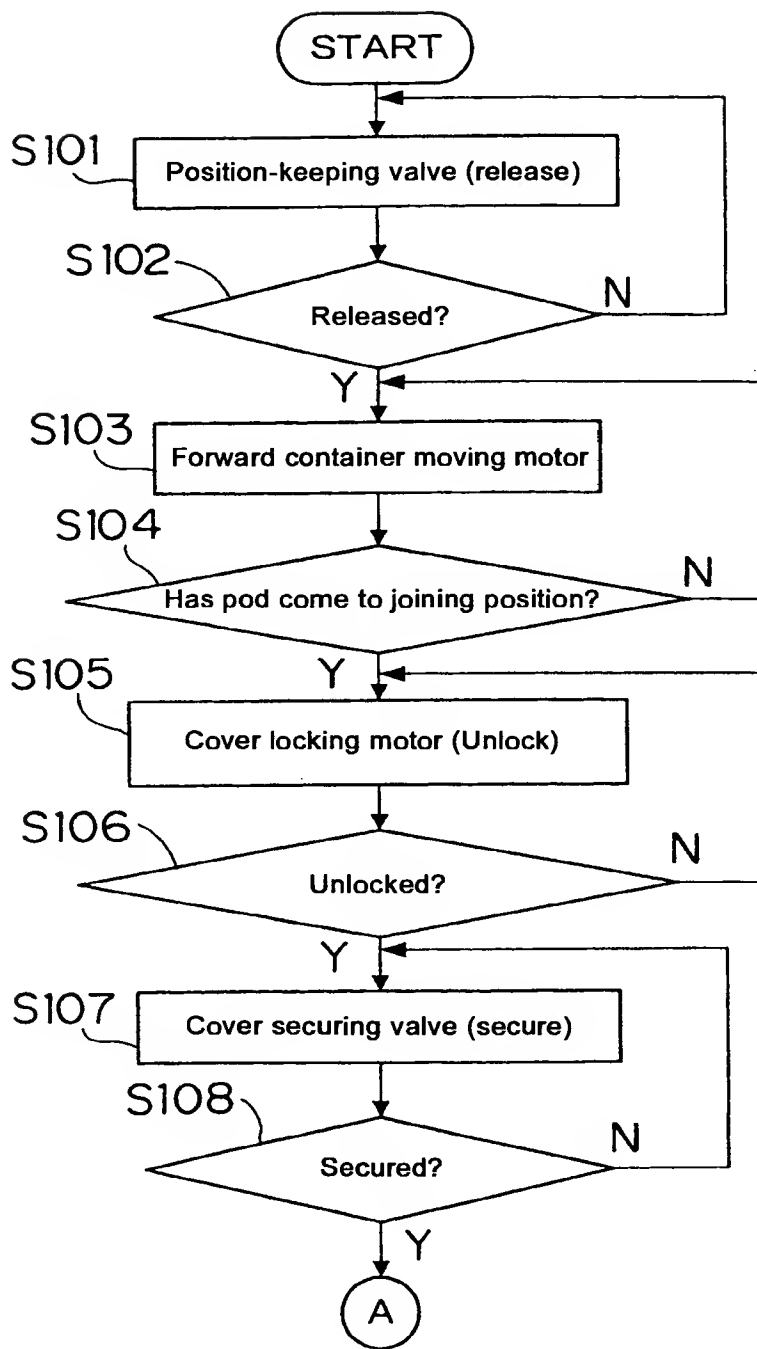 START
S101
Position-keeping valve (release)
S102
Released?
N
Y
S103
Forward container moving motor
S104
Has pod come to joining position?
N
Y
S105
Cover locking motor (Unlock)
S106
Unlocked?
N
Y
S107
Cover securing valve (secure)
S108
Secured?
N
Y
A